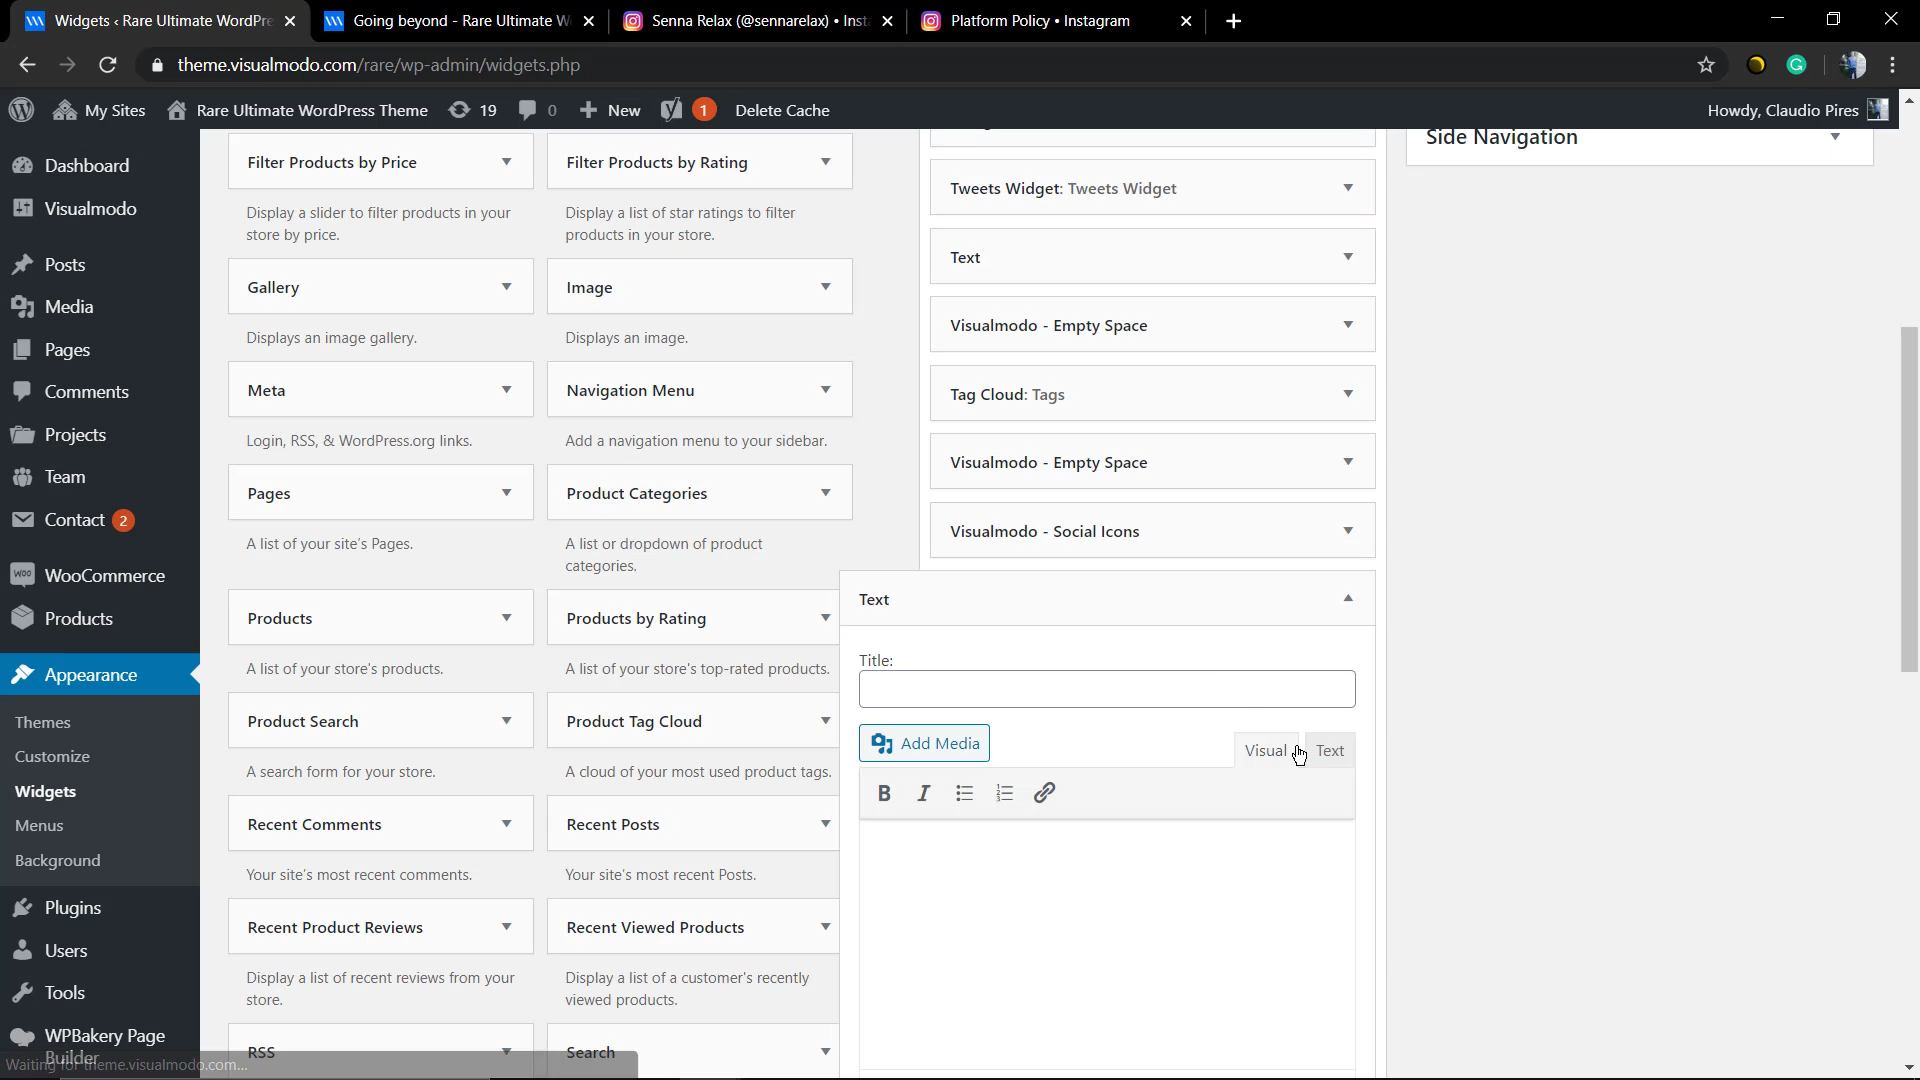 Widgets ‹ Rare Ultimate WordPre
Going beyond - Rare Ultimate W
Senna Relax (@sennarelax) • Inst
Platform Policy • Instagram
theme.visualmodo.com/rare/wp-admin/widgets.php
My Sites
Rare Ultimate WordPress Theme
19
0
New
1
Delete Cache
Howdy, Claudio Pires
Dashboard
Visualmodo
Posts
Media
Pages
Comments
Projects
Team
Contact 2
WooCommerce
Products
Appearance
Themes
Customize
Widgets
Menus
Background
Plugins
Users
Tools
WPBakery Page
Builder
Waiting for theme.visualmodo.com...
Filter Products by Price
Display a slider to filter products in your
store by price.
Filter Products by Rating
Display a list of star ratings to filter
products in your store.
Gallery
Displays an image gallery.
Image
Displays an image.
Meta
Login, RSS, & WordPress.org links.
Navigation Menu
Add a navigation menu to your sidebar.
Pages
A list of your site's Pages.
Product Categories
A list or dropdown of product
categories.
Products
A list of your store's products.
Products by Rating
A list of your store's top-rated products.
Product Search
A search form for your store.
Product Tag Cloud
A cloud of your most used product tags.
Recent Comments
Your site's most recent comments.
Recent Posts
Your site's most recent Posts.
Recent Product Reviews
Display a list of recent reviews from your
store.
Recent Viewed Products
Display a list of a customer's recently
viewed products.
RSS
Search
Tweets Widget: Tweets Widget
Text
Visualmodo - Empty Space
Tag Cloud: Tags
Visualmodo - Empty Space
Visualmodo - Social Icons
Text
Title:
Add Media
Visual
Text
B I
Side Navigation